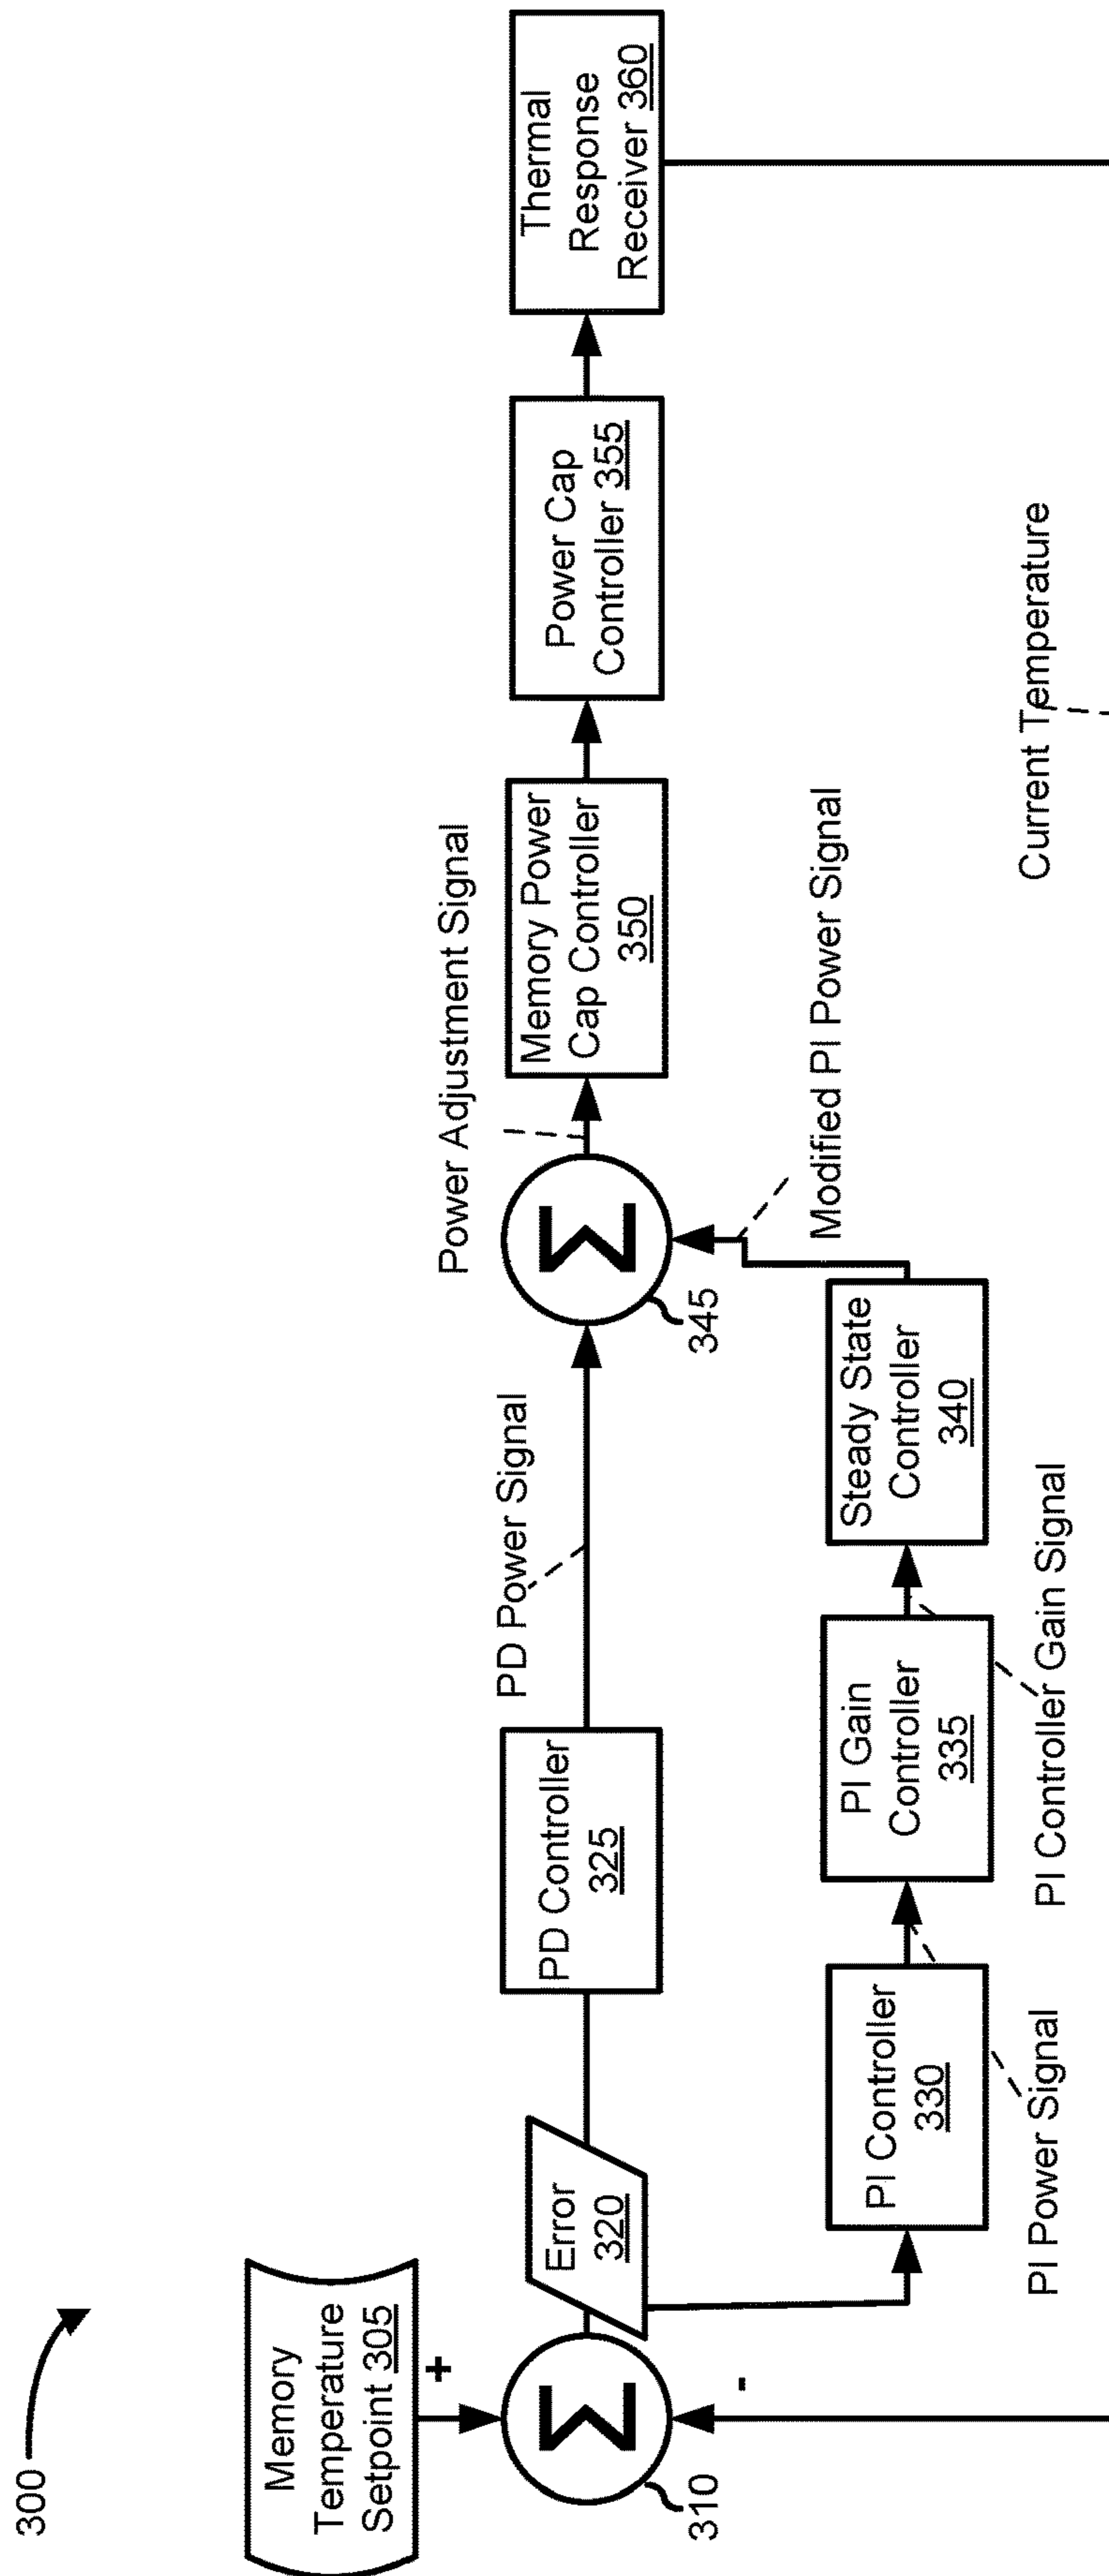 300
Memory
Temperature
Setpoint 305
+
Σ
310
-
Error
320
PD Controller
325
PD Power Signal
PI Controller
330
PI Power Signal
PI Gain
Controller
335
PI Controller Gain Signal
Steady State
Controller
340
Modified PI Power Signal
Σ
345
Power Adjustment Signal
Memory Power
Cap Controller
350
Power Cap
Controller 355
Thermal
Response
Receiver 360
Current Temperature